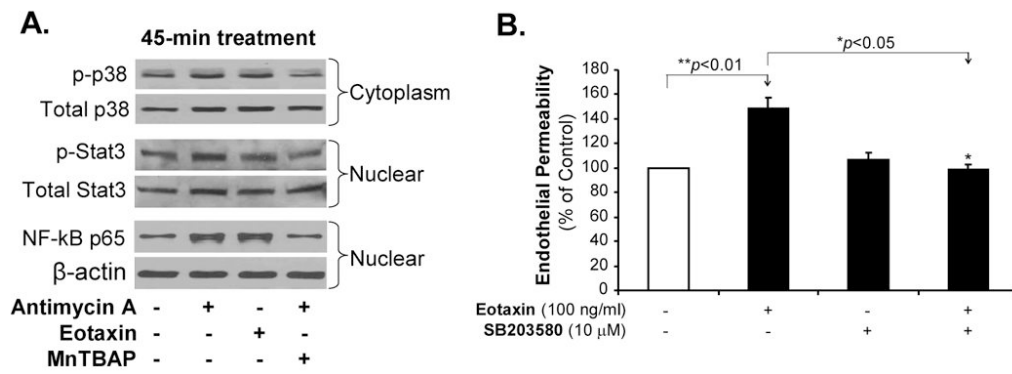 A.
45-min treatment
p-p38
Total p38
Cytoplasm
p-Stat3
Total Stat3
Nuclear
NF-kB p65
β-actin
Nuclear
Antimycin A - + - +
Eotaxin - - + -
MnTBAP - - - +
B.
*p<0.05
**p<0.01
Endothelial Permeability
(% of Control)
180
160
140
120
100
80
60
40
20
0
*
Eotaxin (100 ng/ml) - + - +
SB203580 (10 μM) - - + +